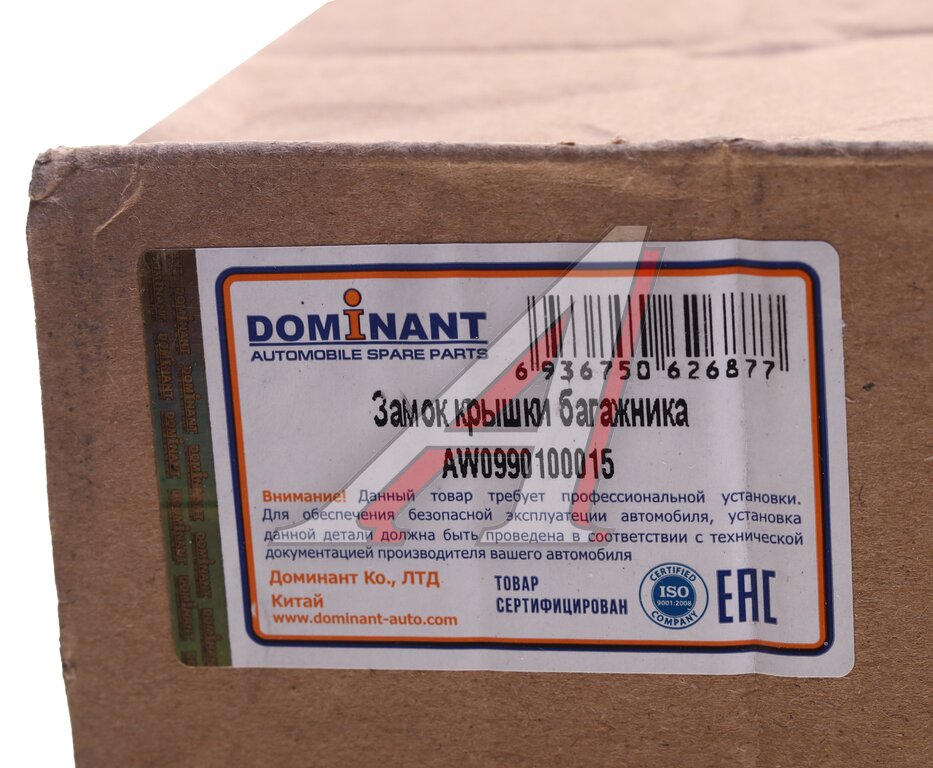 DOMiNANT
AUTOMOBILE SPARE PARTS
6 936750 626877
Замок крышки багажника
AW0990100015
Внимание! Данный товар требует профессиональной установки.
Для обеспечения безопасной эксплуатеции автомобиля, установка
данной детали должна быть проведена в соответствии с технической
документацией производителя вашего автомобиля
Доминант Ко., ЛТД
Китай
www.dominant-auto.com
ТОВАР
СЕРТИФИЦИРОВАН
CERTIFIED
ISO
9001:2008
COMPANY
EAC